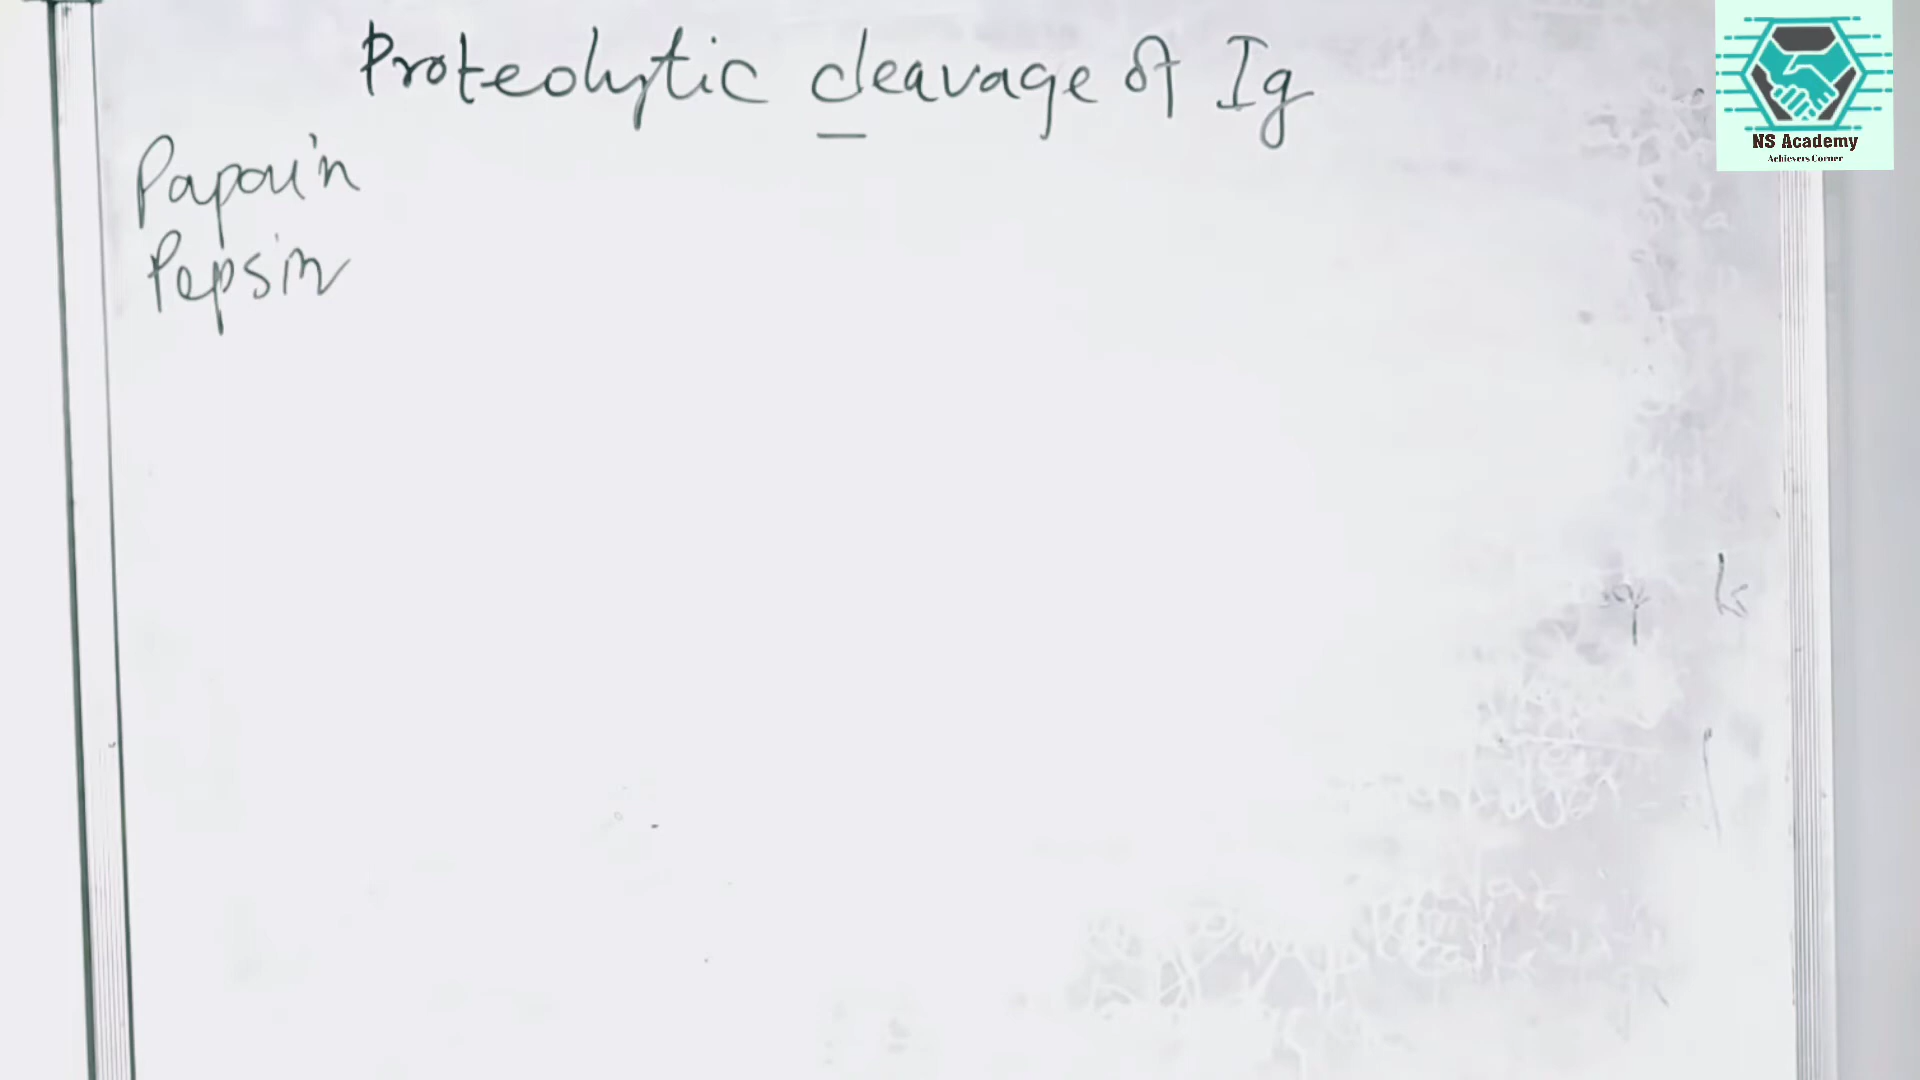 Proteolytic cleavage of Ig
Papain
Pepsin
NS Academy
Achievers Corner
k